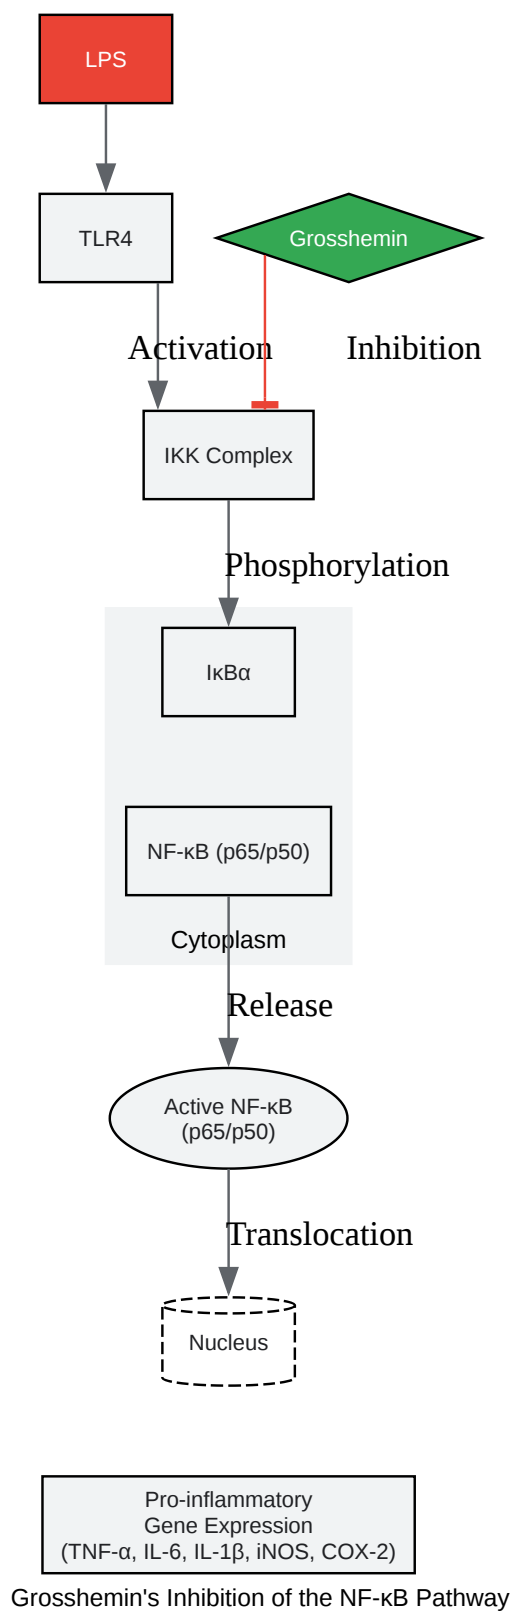 LPS
TLR4
Grosshemin
Activation
Inhibition
IKK Complex
Phosphorylation
IκBα
NF-κB (p65/p50)
Cytoplasm
Release
Active NF-κB
(p65/p50)
Translocation
Nucleus
Pro-inflammatory
Gene Expression
(TNF-α, IL-6, IL-1β, iNOS, COX-2)
Grosshemin's Inhibition of the NF-κB Pathway